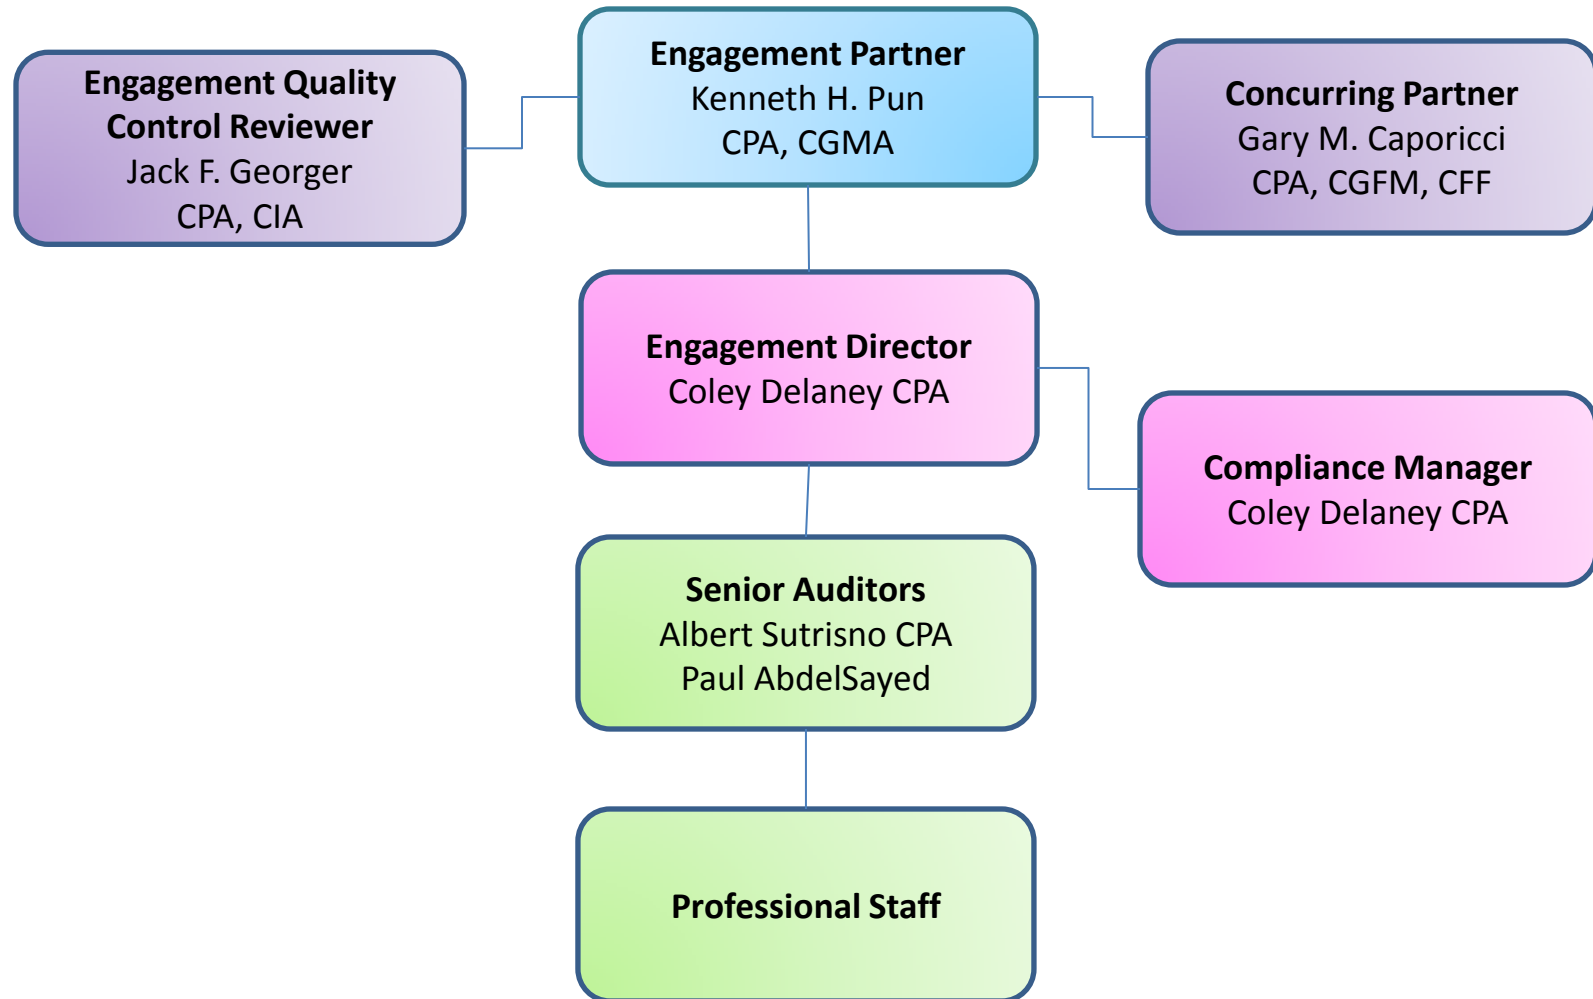 Engagement Partner
Kenneth H. Pun
CPA, CGMA
Engagement Quality
Control Reviewer
Jack F. Georger
CPA, CIA
Concurring Partner
Gary M. Caporicci
CPA, CGFM, CFF
Engagement Director
Coley Delaney CPA
Compliance Manager
Coley Delaney CPA
Senior Auditors
Albert Sutrisno CPA
Paul AbdelSayed
Professional Staff